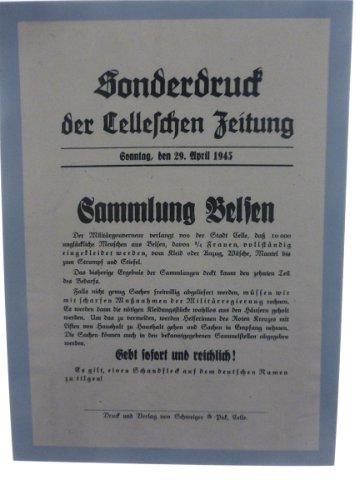 Sonderdruck
der Celleschen Zeitung
Sonntag, den 29. April 1945
Sammlung Belsen
Der Militärgouverneur verlangt von der Stadt Celle, daß 10 000
unglückliche Menschen aus Belsen, davon ¾ Frauen, vollständig
eingekleidet werden, von Kleid oder Anzug, Wäsche, Mantel bis
zum Strumpf und Stiefel.
Das bisherige Ergebnis der Sammlungen deckt kaum den zehnten Teil
des Bedarfs.
Falls nicht genug Sachen freiwillig abgeliefert werden, müssen wir
mit scharfen Maßnahmen der Militärregierung rechnen.
Es werden dann die nötigen Kleidungsstücke wahllos aus den Häusern geholt
werden. Um das zu vermeiden, werden Helferinnen des Roten Kreuzes mit
Listen von Haushalt zu Haushalt gehen und Sachen in Empfang nehmen.
Die Sachen können auch in den bekanntgegebenen Sammelstellen abgegeben
werden.
Gebt sofort und reichlich!
Es gilt, einen Schandfleck auf dem deutschen Namen
zu tilgen!
Druck und Verlag von Schweiger & Pick, Celle.